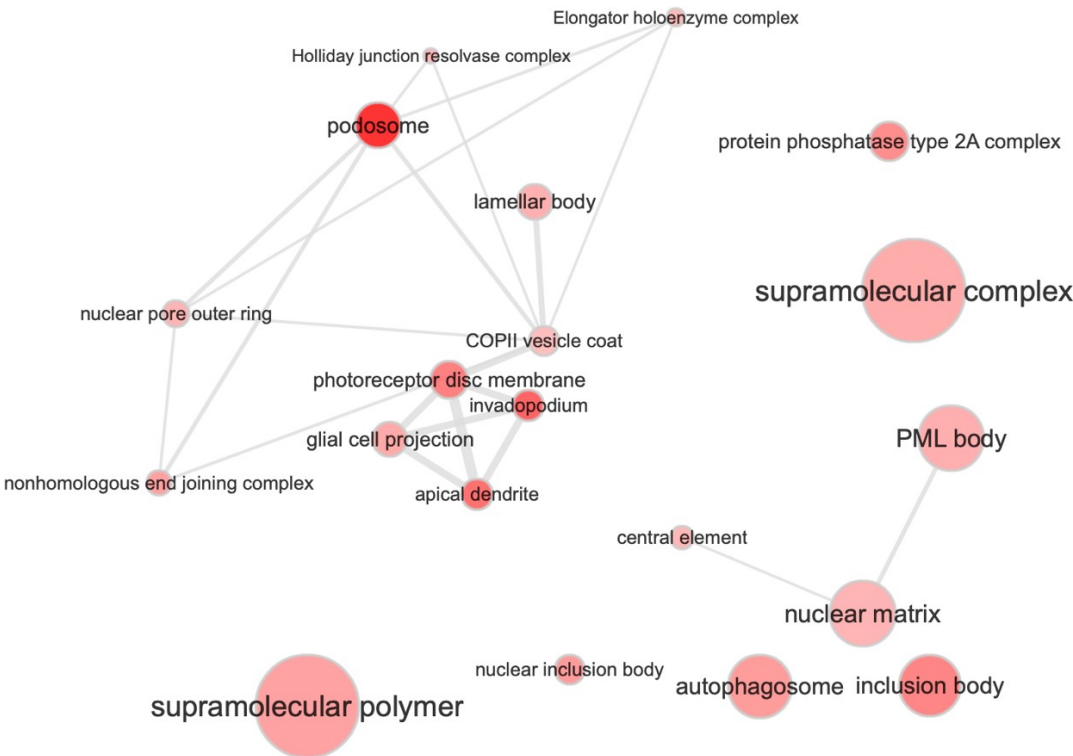 Elongator holoenzyme complex
Holliday junction resolvase complex
podosome
protein phosphatase type 2A complex
lamellar body
supramolecular complex
nuclear pore outer ring
COPII vesicle coat
photoreceptor disc membrane
invadopodium
glial cell projection
PML body
nonhomologous end joining complex
apical dendrite
central element
nuclear matrix
nuclear inclusion body
autophagosome
inclusion body
supramolecular polymer